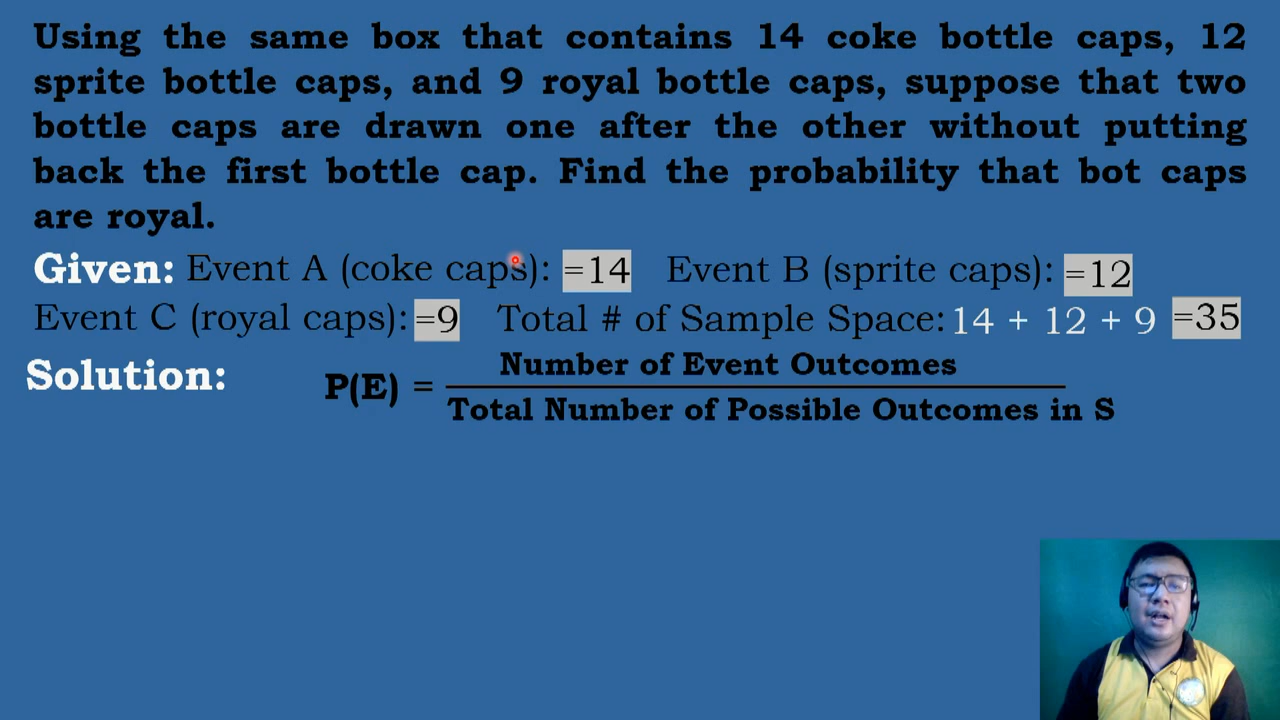 Using the same box that contains 14 coke bottle caps, 12
sprite bottle caps, and 9 royal bottle caps, suppose that two
bottle caps are drawn one after the other without putting
back the first bottle cap. Find the probability that bot caps
are royal.
Given: Event A (coke caps): =14 Event B (sprite caps): =12
Event C (royal caps): =9 Total # of Sample Space: 14 + 12 + 9 =35
Solution:
P(E) =
Number of Event Outcomes
Total Number of Possible Outcomes in S